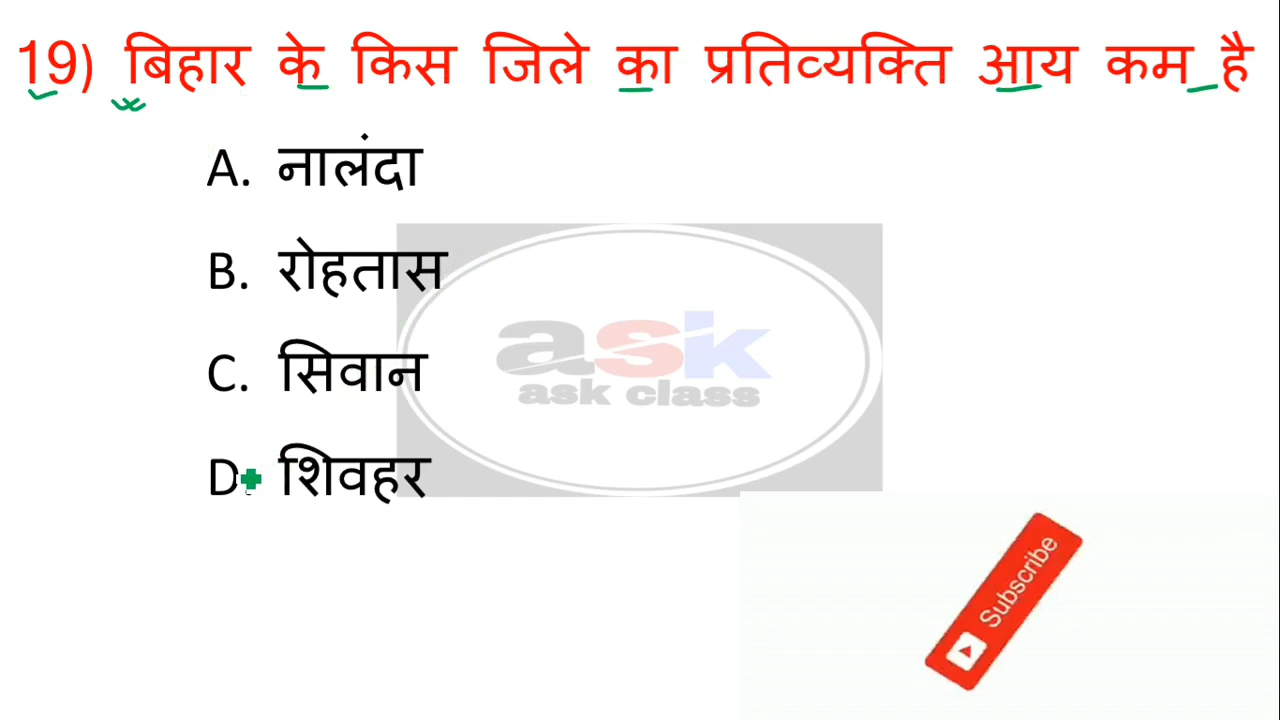 19) बिहार के किस जिले का प्रतिव्यक्ति आय कम है
A. नालंदा
B. रोहतास
C. सिवान
D. शिवहर
ask
ask class
Subscribe